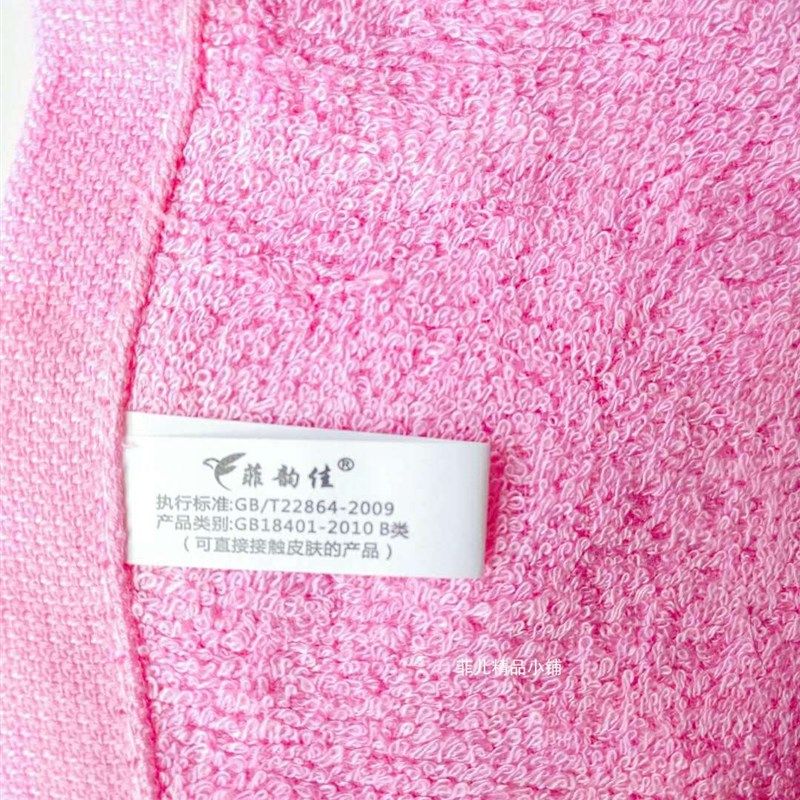 菲韵佳®
执行标准:GB/T22864-2009
产品类别:GB18401-2010 B类
(可直接接触皮肤的产品)
菲儿精品小铺